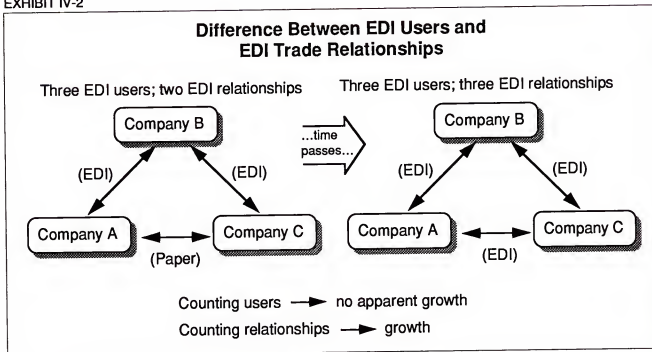 EXHIBIT IV-2
Difference Between EDI Users and
EDI Trade Relationships
Three EDI users; two EDI relationships
Company B
(EDI)
(EDI)
Company A
Company C
(Paper)
...time
passes...
Three EDI users; three EDI relationships
Company B
(EDI)
(EDI)
Company A
Company C
(EDI)
Counting users → no apparent growth
Counting relationships → growth